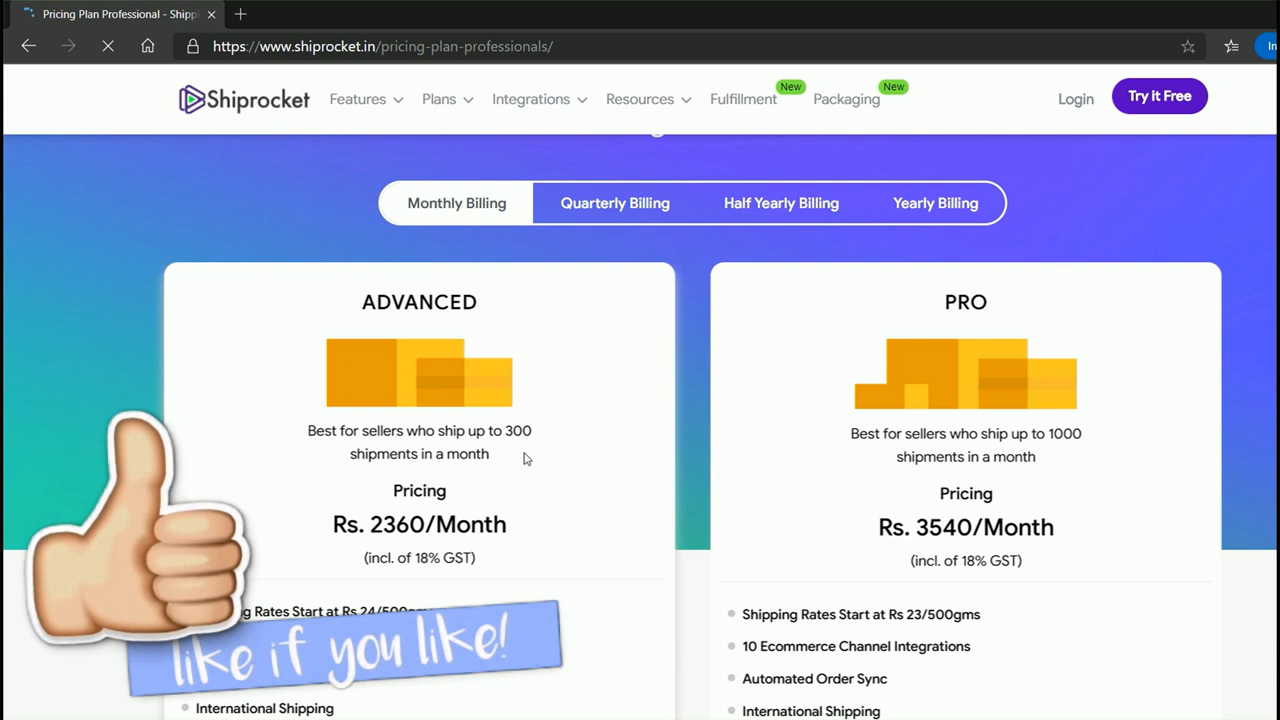 Pricing Plan Professional - Shipp
https://www.shiprocket.in/pricing-plan-professionals/
In
Shiprocket
Features
Plans
Integrations
Resources
Fulfillment
New
Packaging
New
Login
Try it Free
Monthly Billing
Quarterly Billing
Half Yearly Billing
Yearly Billing
ADVANCED
Best for sellers who ship up to 300
shipments in a month
Pricing
Rs. 2360/Month
(incl. of 18% GST)
Rates Start at Rs 24/500gms
International Shipping
PRO
Best for sellers who ship up to 1000
shipments in a month
Pricing
Rs. 3540/Month
(incl. of 18% GST)
Shipping Rates Start at Rs 23/500gms
10 Ecommerce Channel Integrations
Automated Order Sync
International Shipping
like if you like!